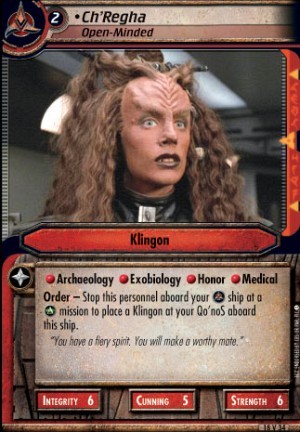 2 •Ch'Regha
Open-Minded
Klingon
Archaeology Exobiology Honor Medical
Order – Stop this personnel aboard your ship at a
mission to place a Klingon at your Qo'noS aboard
this ship.
"You have a fiery spirit. You will make a worthy mate."
INTEGRITY 6 CUNNING 5 STRENGTH 6